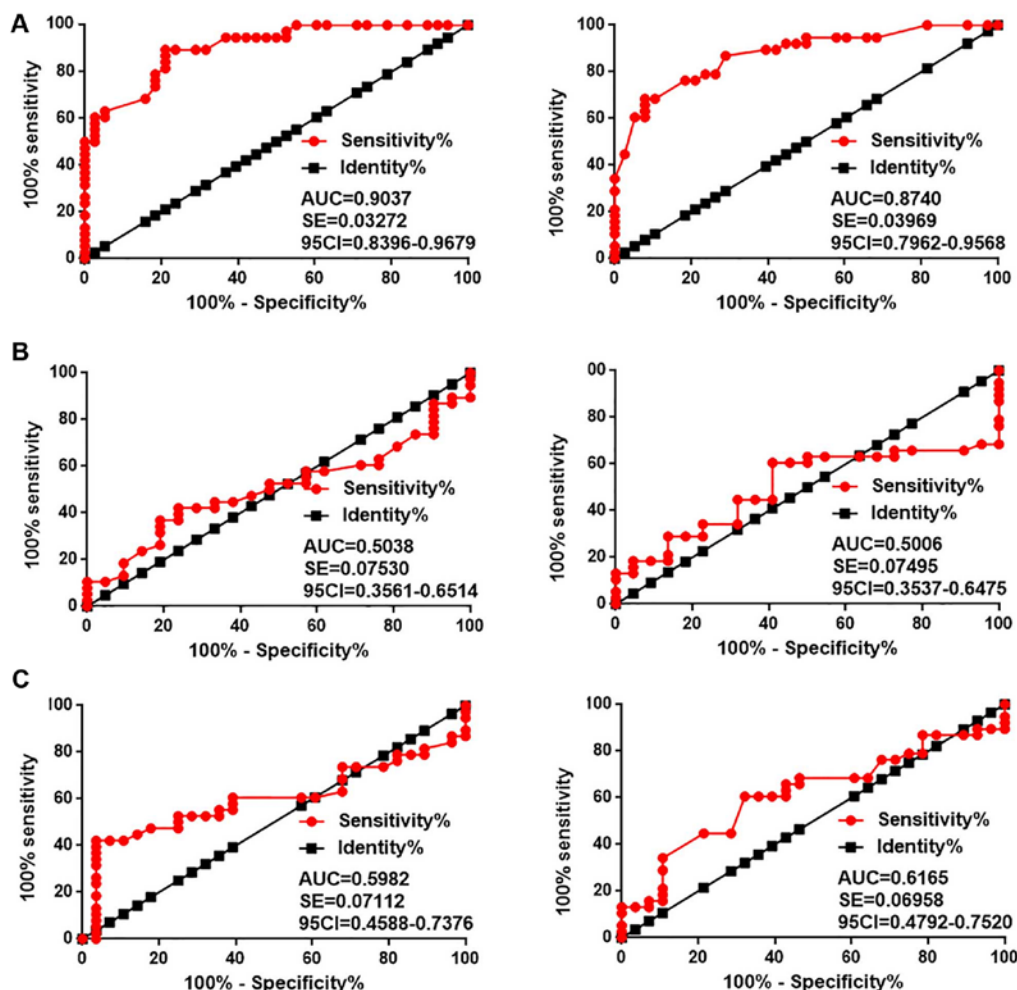 A
100
80
60
40
20
0
100% sensitivity
Sensitivity%
Identity%
AUC=0.9037
SE=0.03272
95CI=0.8396-0.9679
0 20 40 60 80 100
100% - Specificity%
100
80
60
40
20
0
100% sensitivity
Sensitivity%
Identity%
AUC=0.8740
SE=0.03969
95CI=0.7962-0.9568
0 20 40 60 80 100
100% - Specificity%
B
00
80
60
40
20
0
100% sensitivity
Sensitivity%
Identity%
AUC=0.5038
SE=0.07530
95CI=0.3561-0.6514
0 20 40 60 80 100
100% - Specificity%
00
80
60
40
20
0
100% sensitivity
Sensitivity%
Identity%
AUC=0.5006
SE=0.07495
95CI=0.3537-0.6475
0 20 40 60 80 100
100% - Specificity%
C
100
80
60
40
20
0
100% sensitivity
Sensitivity%
Identity%
AUC=0.5982
SE=0.07112
95CI=0.4588-0.7376
0 20 40 60 80 100
100% - Specificity%
100
80
60
40
20
0
100% sensitivity
Sensitivity%
Identity%
AUC=0.6165
SE=0.06958
95CI=0.4792-0.7520
0 20 40 60 80 100
100% - Specificity%